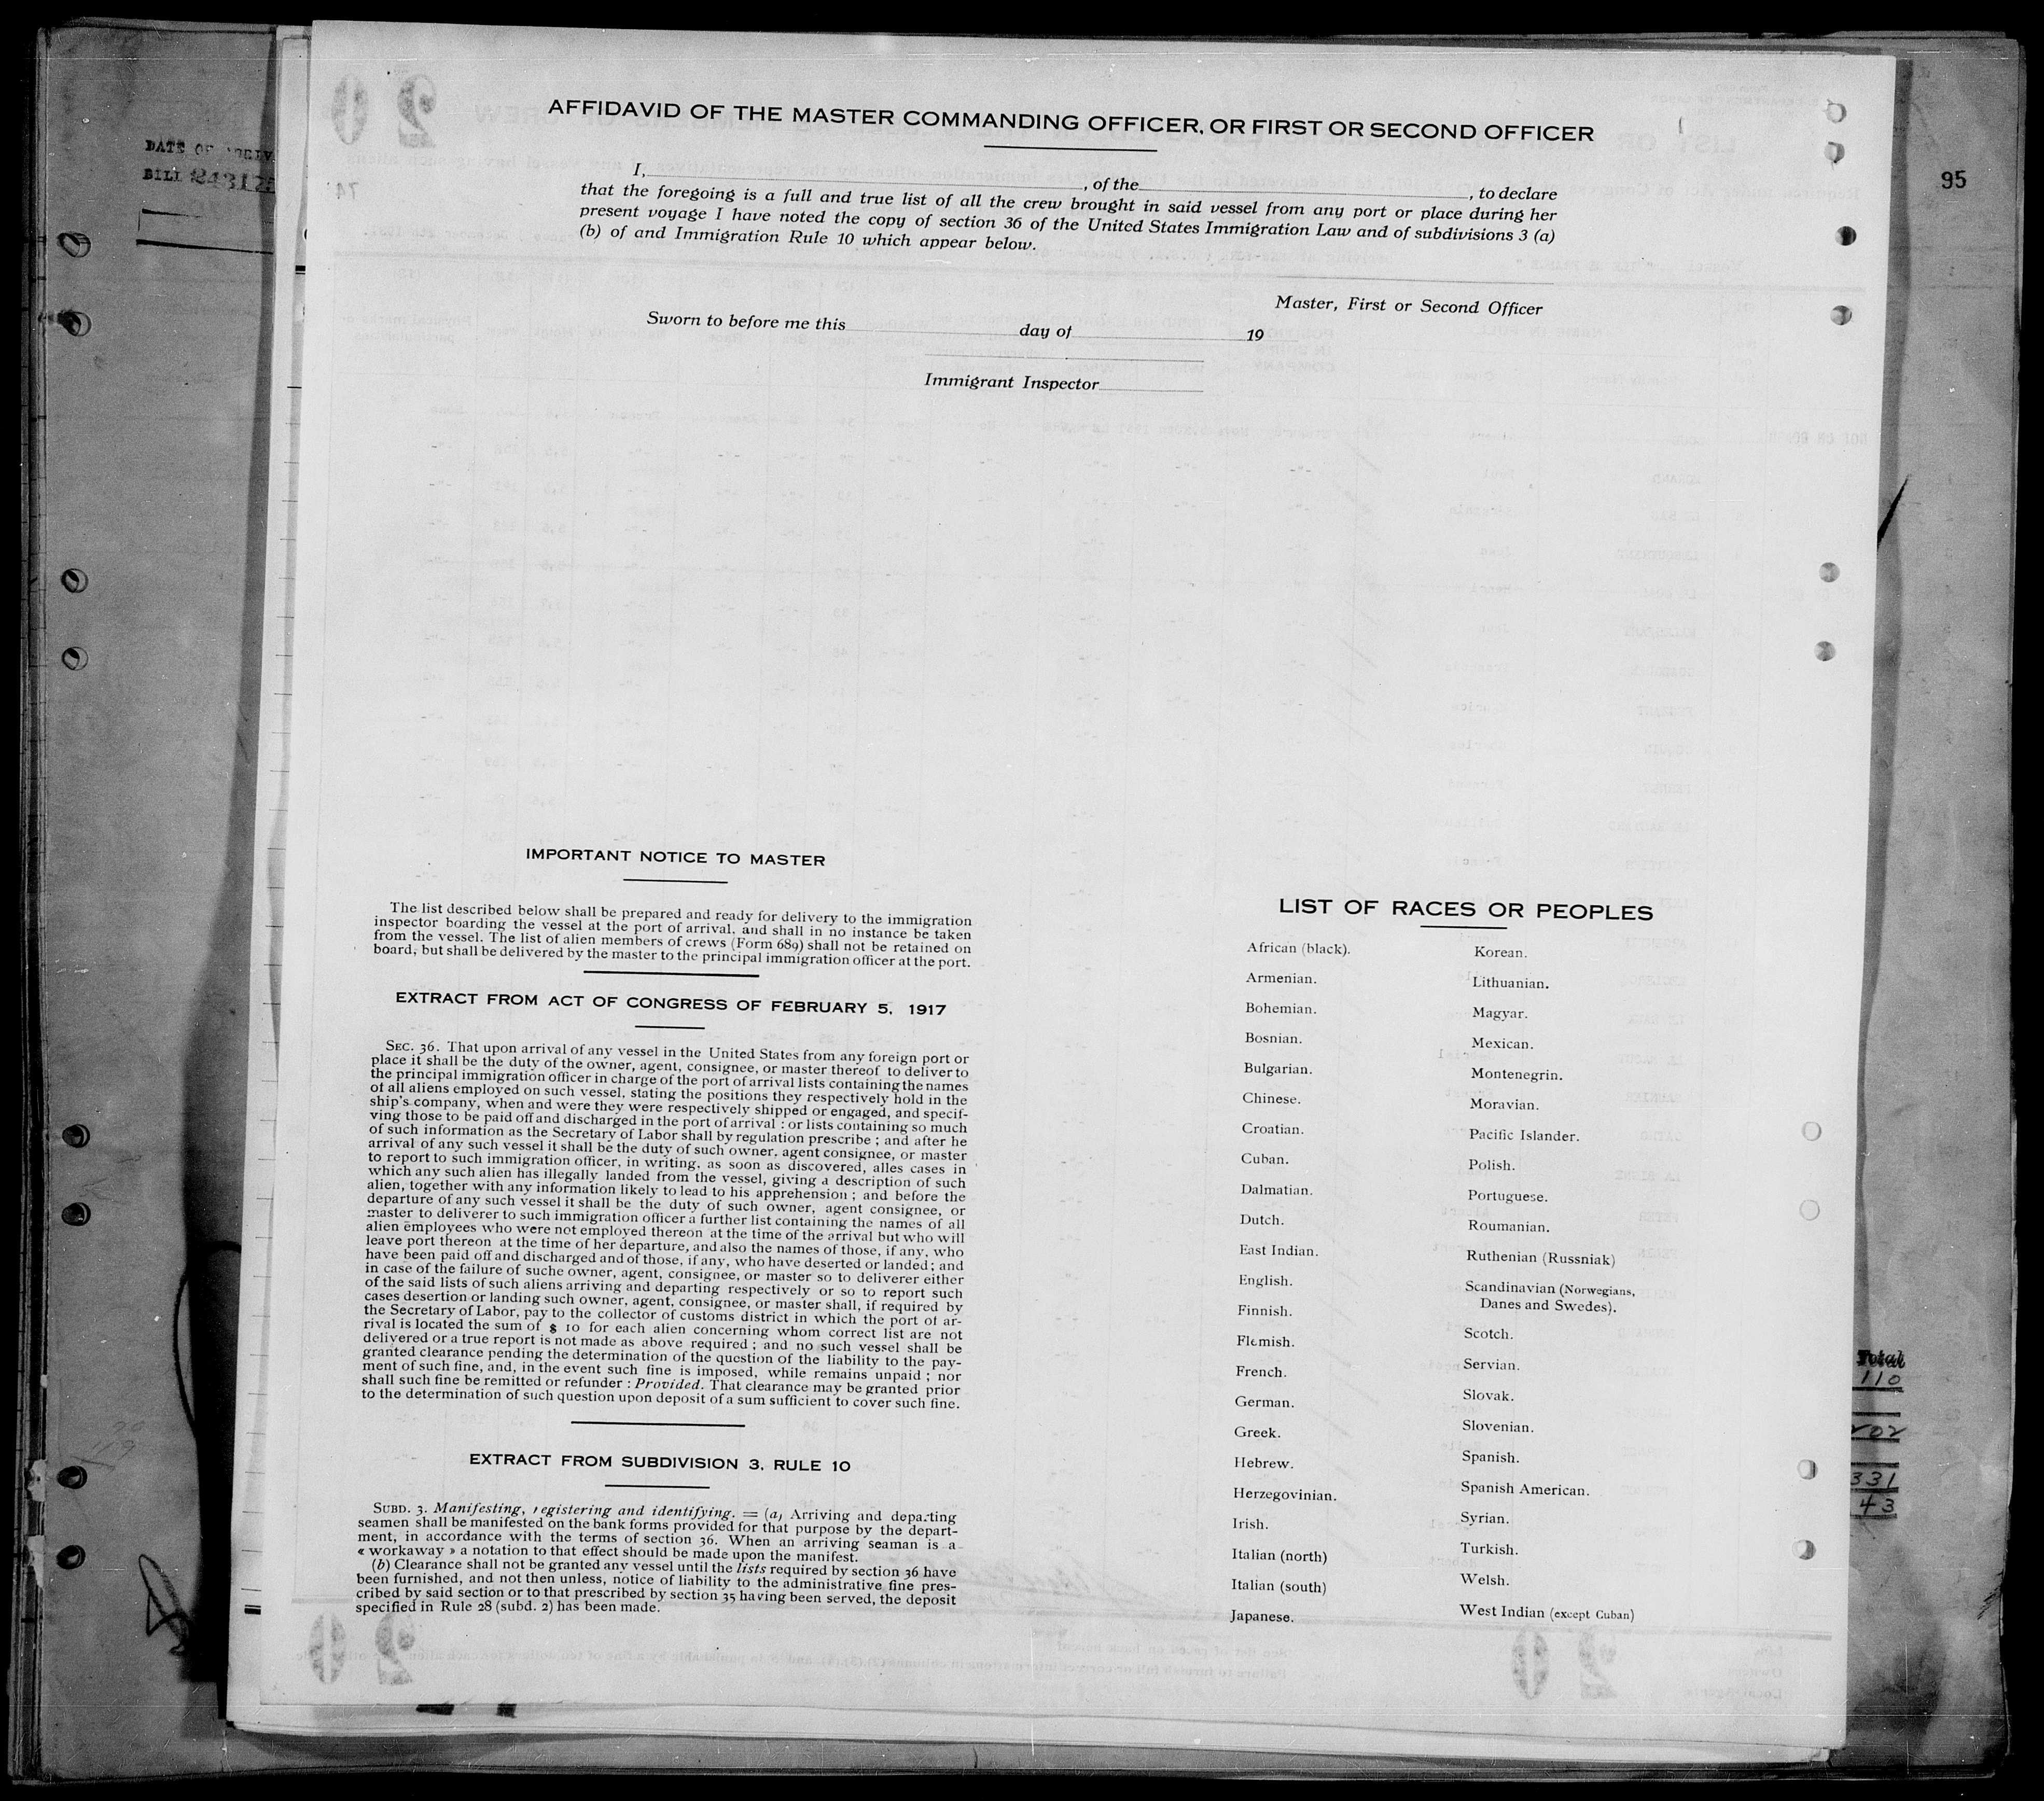 AFFIDAVID OF THE MASTER COMMANDING OFFICER, OR FIRST OR SECOND OFFICER
I, , of the , to declare
that the foregoing is a full and true list of all the crew brought in said vessel from any port or place during her
present voyage I have noted the copy of section 36 of the United States Immigration Law and of subdivisions 3 (a)
(b) of and Immigration Rule 10 which appear below.
Master, First or Second Officer
Sworn to before me this day of 19
Immigrant Inspector
DATE OF
BILL
95
IMPORTANT NOTICE TO MASTER
The list described below shall be prepared and ready for delivery to the immigration
inspector boarding the vessel at the port of arrival, and shall in no instance be taken
from the vessel. The list of alien members of crews (Form 689) shall not be retained on
board, but shall be delivered by the master to the principal immigration officer at the port.
EXTRACT FROM ACT OF CONGRESS OF FEBRUARY 5, 1917
SEC. 36. That upon arrival of any vessel in the United States from any foreign port or
place it shall be the duty of the owner, agent, consignee, or master thereof to deliver to
the principal immigration officer in charge of the port of arrival lists containing the names
of all aliens employed on such vessel, stating the positions they respectively hold in the
ship's company, when and were they were respectively shipped or engaged, and specif-
ving those to be paid off and discharged in the port of arrival : or lists containing so much
of such information as the Secretary of Labor shall by regulation prescribe ; and after he
arrival of any such vessel it shall be the duty of such owner, agent consignee, or master
to report to such immigration officer, in writing, as soon as discovered, alles cases in
which any such alien has illegally landed from the vessel, giving a description of such
alien, together with any information likely to lead to his apprehension ; and before the
departure of any such vessel it shall be the duty of such owner, agent consignee, or
master to deliverer to such immigration officer a further list containing the names of all
alien employees who were not employed thereon at the time of the arrival but who will
leave port thereon at the time of her departure, and also the names of those, if any, who
have been paid off and discharged and of those, if any, who have deserted or landed ; and
in case of the failure of suche owner, agent, consignee, or master so to deliverer either
of the said lists of such aliens arriving and departing respectively or so to report such
cases desertion or landing such owner, agent, consignee, or master shall, if required by
the Secretary of Labor, pay to the collector of customs district in which the port of ar-
rival is located the sum of $ 10 for each alien concerning whom correct list are not
delivered or a true report is not made as above required ; and no such vessel shall be
granted clearance pending the determination of the question of the liability to the pay-
ment of such fine, and, in the event such fine is imposed, while remains unpaid ; nor
shall such fine be remitted or refunder : Provided. That clearance may be granted prior
to the determination of such question upon deposit of a sum sufficient to cover such fine.
EXTRACT FROM SUBDIVISION 3, RULE 10
SUBD. 3. Manifesting, registering and identifying. = (a) Arriving and departing
seamen shall be manifested on the bank forms provided for that purpose by the depart-
ment, in accordance with the terms of section 36. When an arriving seaman is a
« workaway » a notation to that effect should be made upon the manifest.
(b) Clearance shall not be granted any vessel until the lists required by section 36 have
been furnished, and not then unless, notice of liability to the administrative fine pres-
cribed by said section or to that prescribed by section 35 having been served, the deposit
specified in Rule 28 (subd. 2) has been made.
LIST OF RACES OR PEOPLES
African (black).
Armenian.
Bohemian.
Bosnian.
Bulgarian.
Chinese.
Croatian.
Cuban.
Dalmatian.
Dutch.
East Indian.
English.
Finnish.
Flemish.
French.
German.
Greek.
Hebrew.
Herzegovinian.
Irish.
Italian (north)
Italian (south)
Japanese.
Korean.
Lithuanian.
Magyar.
Mexican.
Montenegrin.
Moravian.
Pacific Islander.
Polish.
Portuguese.
Roumanian.
Ruthenian (Russniak)
Scandinavian (Norwegians,
Danes and Swedes).
Scotch.
Servian.
Slovak.
Slovenian.
Spanish.
Spanish American.
Syrian.
Turkish.
Welsh.
West Indian (except Cuban)
Total
110
202
331
43